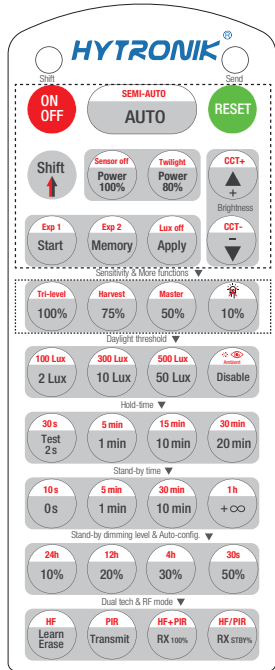 HYTRONIK®
Shift Send
ON OFF
SEMI-AUTO
AUTO
RESET
Shift
Sensor off
Power 100%
Twilight
Power 80%
CCT+
+
Brightness
Exp 1
Start
Exp 2
Memory
Lux off
Apply
CCT-
−
Sensitivity & More functions ▼
Tri-level Harvest Master
100% 75% 50% 10%
Daylight threshold ▼
100 Lux 300 Lux 500 Lux Ambient
2 Lux 10 Lux 50 Lux Disable
Hold-time ▼
30 s 5 min 15 min 30 min
Test 2s 1 min 10 min 20 min
Stand-by time ▼
10 s 5 min 30 min 1 h
0s 1 min 10 min +∞
Stand-by dimming level & Auto-config. ▼
24h 12h 4h 30s
10% 20% 30% 50%
Dual tech & RF mode ▼
HF PIR HF+PIR HF/PIR
Learn Erase Transmit RX 100% RX STBY%